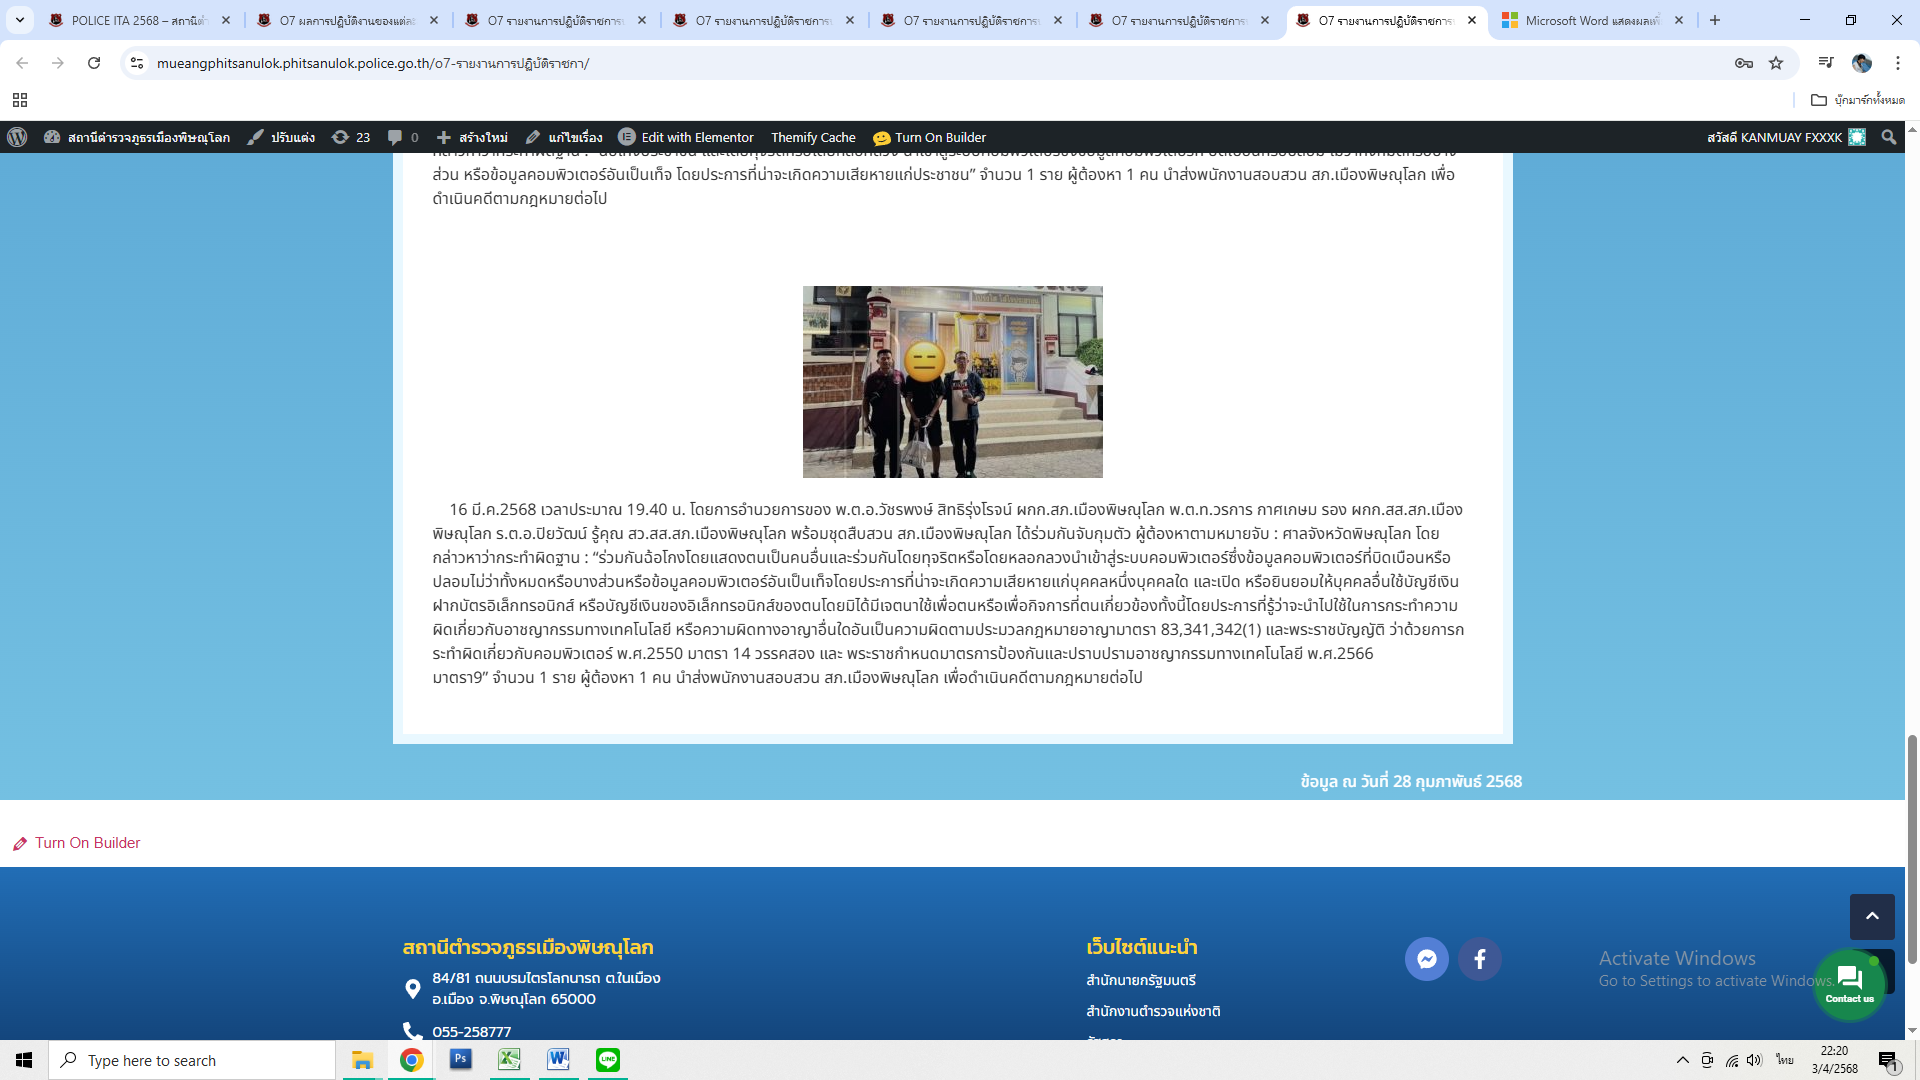 POLICE ITA 2568 – สถานีตำ
O7 ผลการปฏิบัติงานของแต่ล
O7 รายงานการปฏิบัติราชการ
O7 รายงานการปฏิบัติราชการ
O7 รายงานการปฏิบัติราชการ
O7 รายงานการปฏิบัติราชการ
O7 รายงานการปฏิบัติราชการ
Microsoft Word แสดงผลเพี้
mueangphitsanulok.phitsanulok.police.go.th/o7-รายงานการปฏิบัติราชกา/
บุ๊กมาร์กทั้งหมด
สถานีตำรวจภูธรเมืองพิษณุโลก ปรับแต่ง 23 0 สร้างใหม่ แก้ไขเรื่อง Edit with Elementor Themify Cache Turn On Builder สวัสดี KANMUAY FXXXK
ส่วน หรือข้อมูลคอมพิวเตอร์อันเป็นเท็จ โดยประการที่น่าจะเกิดความเสียหายแก่ประชาชน” จำนวน 1 ราย ผู้ต้องหา 1 คน นำส่งพนักงานสอบสวน สภ.เมืองพิษณุโลก เพื่อ
ดำเนินคดีตามกฎหมายต่อไป
16 มี.ค.2568 เวลาประมาณ 19.40 น. โดยการอำนวยการของ พ.ต.อ.วัชรพงษ์ สิทธิรุ่งโรจน์ ผกก.สภ.เมืองพิษณุโลก พ.ต.ท.วรการ กาศเกษม รอง ผกก.สส.สภ.เมือง
พิษณุโลก ร.ต.อ.ปิยวัฒน์ รู้คุณ สว.สส.สภ.เมืองพิษณุโลก พร้อมชุดสืบสวน สภ.เมืองพิษณุโลก ได้ร่วมกันจับกุมตัว ผู้ต้องหาตามหมายจับ : ศาลจังหวัดพิษณุโลก โดย
กล่าวหาว่ากระทำผิดฐาน : “ร่วมกันฉ้อโกงโดยแสดงตนเป็นคนอื่นและร่วมกันโดยทุจริตหรือโดยหลอกลวงนำเข้าสู่ระบบคอมพิวเตอร์ซึ่งข้อมูลคอมพิวเตอร์ที่บิดเบือนหรือ
ปลอมไม่ว่าทั้งหมดหรือบางส่วนหรือข้อมูลคอมพิวเตอร์อันเป็นเท็จโดยประการที่น่าจะเกิดความเสียหายแก่บุคคลหนึ่งบุคคลใด และเปิด หรือยินยอมให้บุคคลอื่นใช้บัญชีเงิน
ฝากบัตรอิเล็กทรอนิกส์ หรือบัญชีเงินของอิเล็กทรอนิกส์ของตนโดยมิได้มีเจตนาใช้เพื่อตนหรือเพื่อกิจการที่ตนเกี่ยวข้องทั้งนี้โดยประการที่รู้ว่าจะนำไปใช้ในการกระทำความ
ผิดเกี่ยวกับอาชญากรรมทางเทคโนโลยี หรือความผิดทางอาญาอื่นใดอันเป็นความผิดตามประมวลกฎหมายอาญามาตรา 83,341,342(1) และพระราชบัญญัติ ว่าด้วยการก
ระทำผิดเกี่ยวกับคอมพิวเตอร์ พ.ศ.2550 มาตรา 14 วรรคสอง และ พระราชกำหนดมาตรการป้องกันและปราบปรามอาชญากรรมทางเทคโนโลยี พ.ศ.2566
มาตรา9” จำนวน 1 ราย ผู้ต้องหา 1 คน นำส่งพนักงานสอบสวน สภ.เมืองพิษณุโลก เพื่อดำเนินคดีตามกฎหมายต่อไป
ข้อมูล ณ วันที่ 28 กุมภาพันธ์ 2568
Turn On Builder
สถานีตำรวจภูธรเมืองพิษณุโลก
84/81 ถนนบรมไตรโลกนารถ ต.ในเมือง
อ.เมือง จ.พิษณุโลก 65000
055-258777
เว็บไซต์แนะนำ
สำนักนายกรัฐมนตรี
สำนักงานตำรวจแห่งชาติ
Activate Windows
Go to Settings to activate Windows.
Contact us
Type here to search
Ps
ไทย
22:20
3/4/2568
1